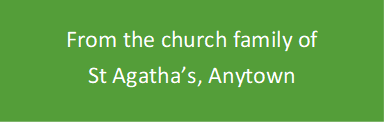 From the church family of
St Agatha’s, Anytown